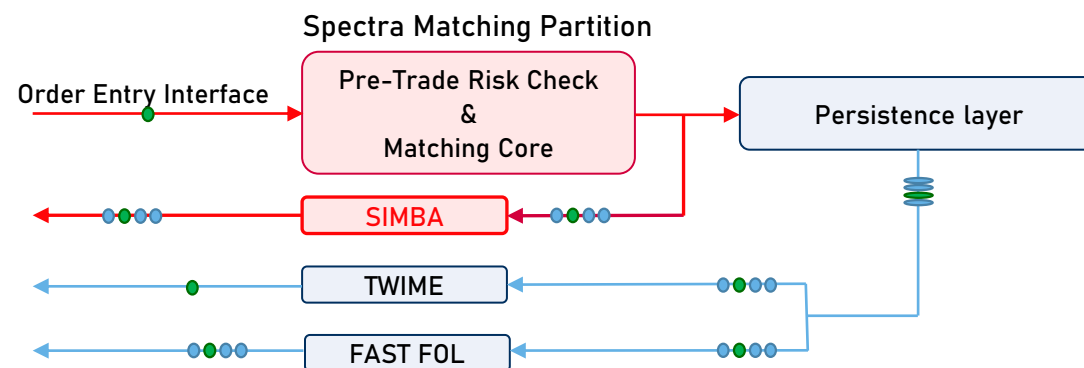 Spectra Matching Partition
Order Entry Interface
Pre-Trade Risk Check
&
Matching Core
Persistence layer
SIMBA
TWIME
FAST FOL